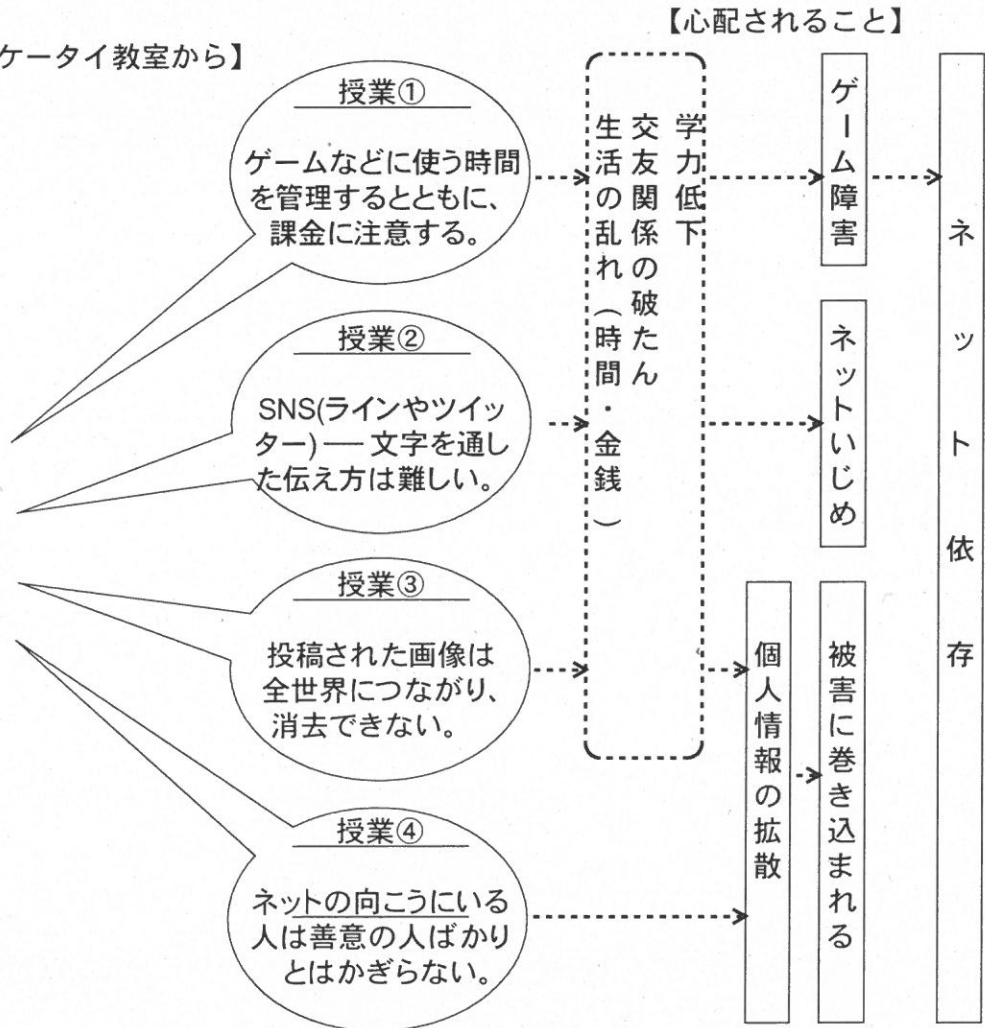 【心配されること】
ケータイ教室から】
授業①
ゲームなどに使う時間
を管理するとともに、
課金に注意する。
授業②
SNS(ラインやツイッ
ター) ── 文字を通し
た伝え方は難しい。
授業③
投稿された画像は
全世界につながり、
消去できない。
授業④
ネットの向こうにいる
人は善意の人ばかり
とはかぎらない。
学力低下
交友関係の破たん
生活の乱れ(時間・金銭)
ゲーム障害
ネットいじめ
個人情報の拡散
被害に巻き込まれる
ネット依存